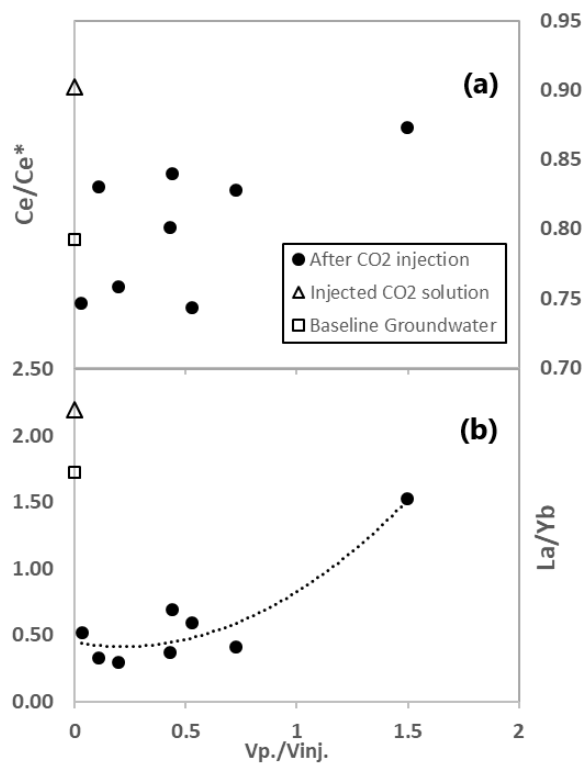 0.95
(a)
0.90
0.85
Ce/Ce*
0.80
After CO2 injection
Injected CO2 solution
Baseline Groundwater
0.75
0.70
2.50
2.00
(b)
1.50
La/Yb
1.00
0.50
0.00
0 0.5 1 1.5 2
Vp./Vinj.